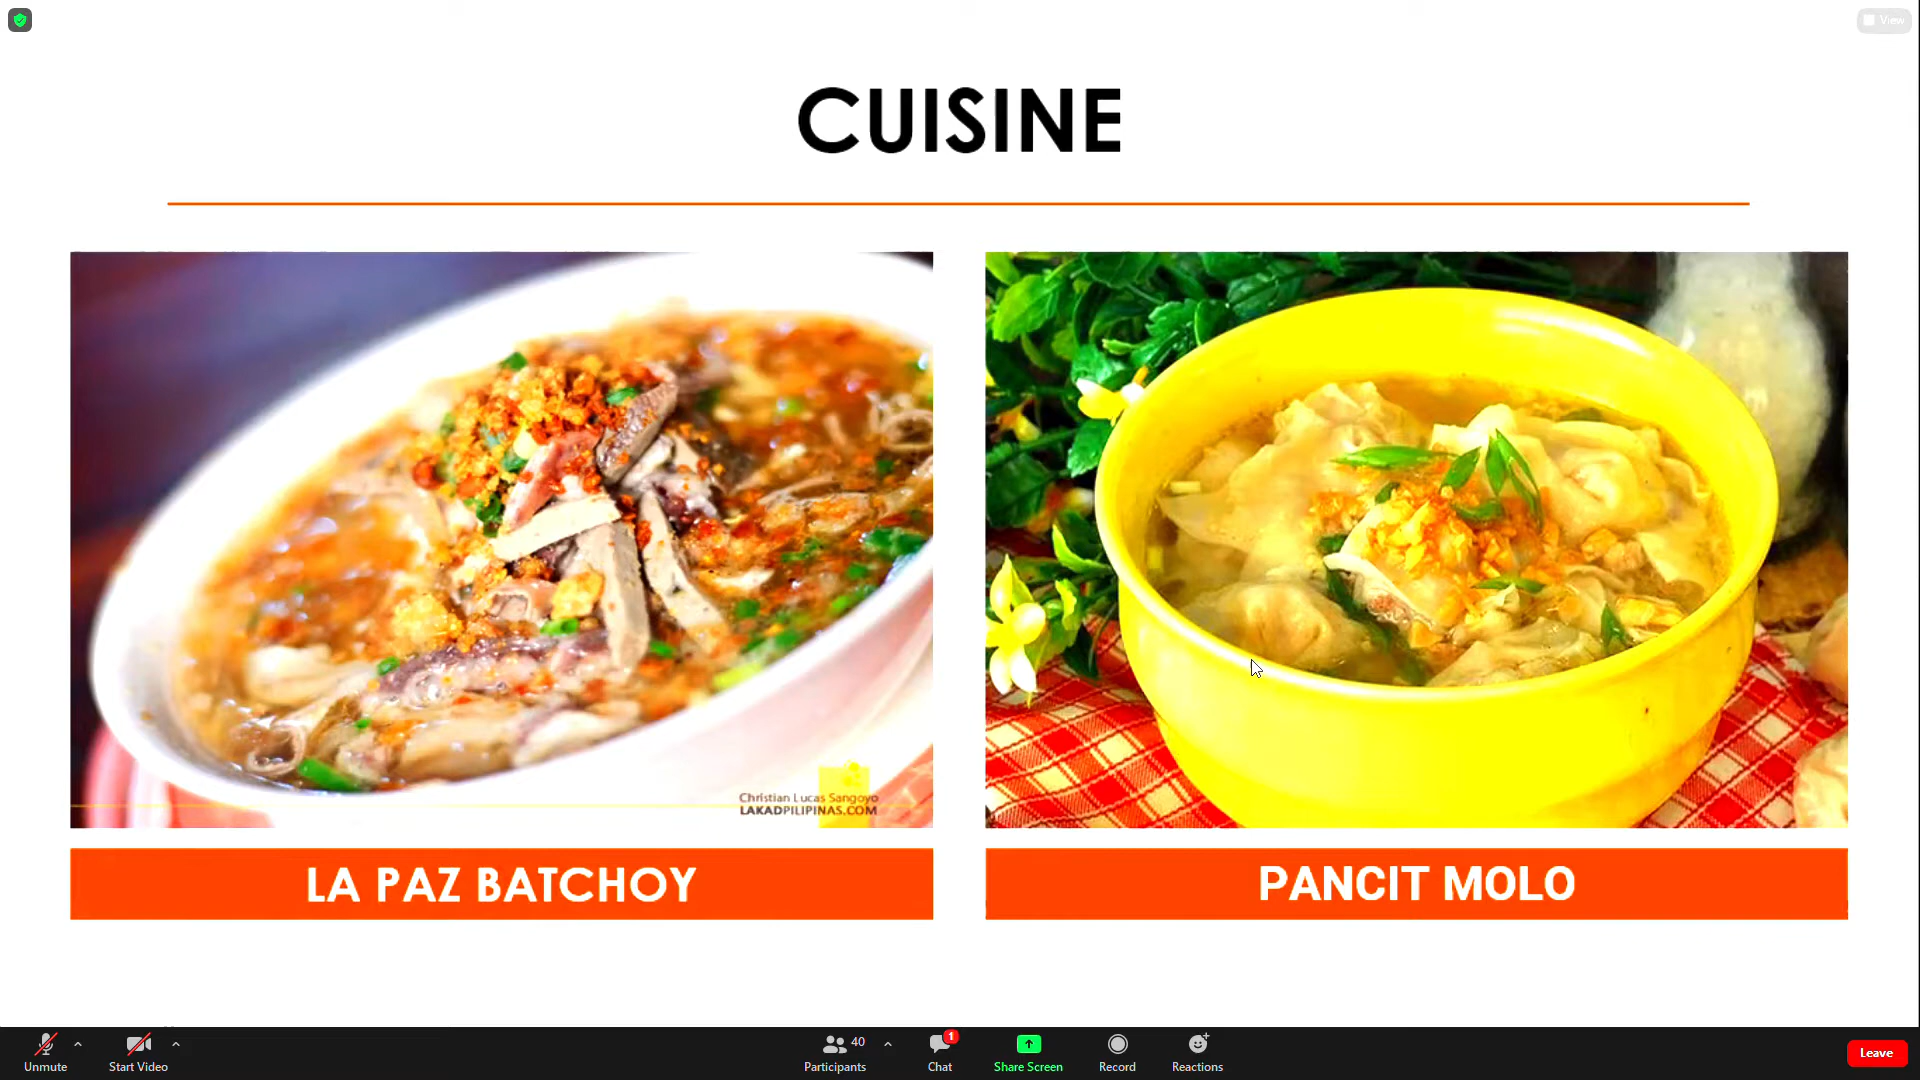 View
CUISINE
Christian Lucas Sangoyo
LAKADPILIPINAS.COM
LA PAZ BATCHOY
PANCIT MOLO
Unmute
Start Video
40
Participants
1
Chat
Share Screen
Record
Reactions
Leave